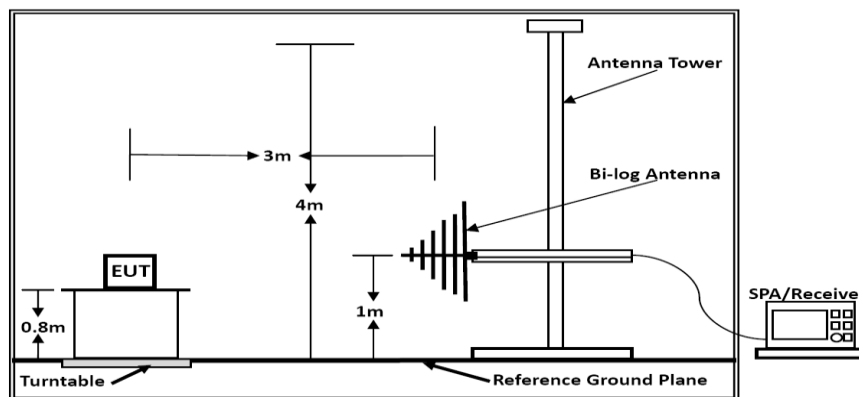 Antenna Tower
3m
Bi-log Antenna
4m
EUT
1m
0.8m
SPA/Receive
Turntable
Reference Ground Plane